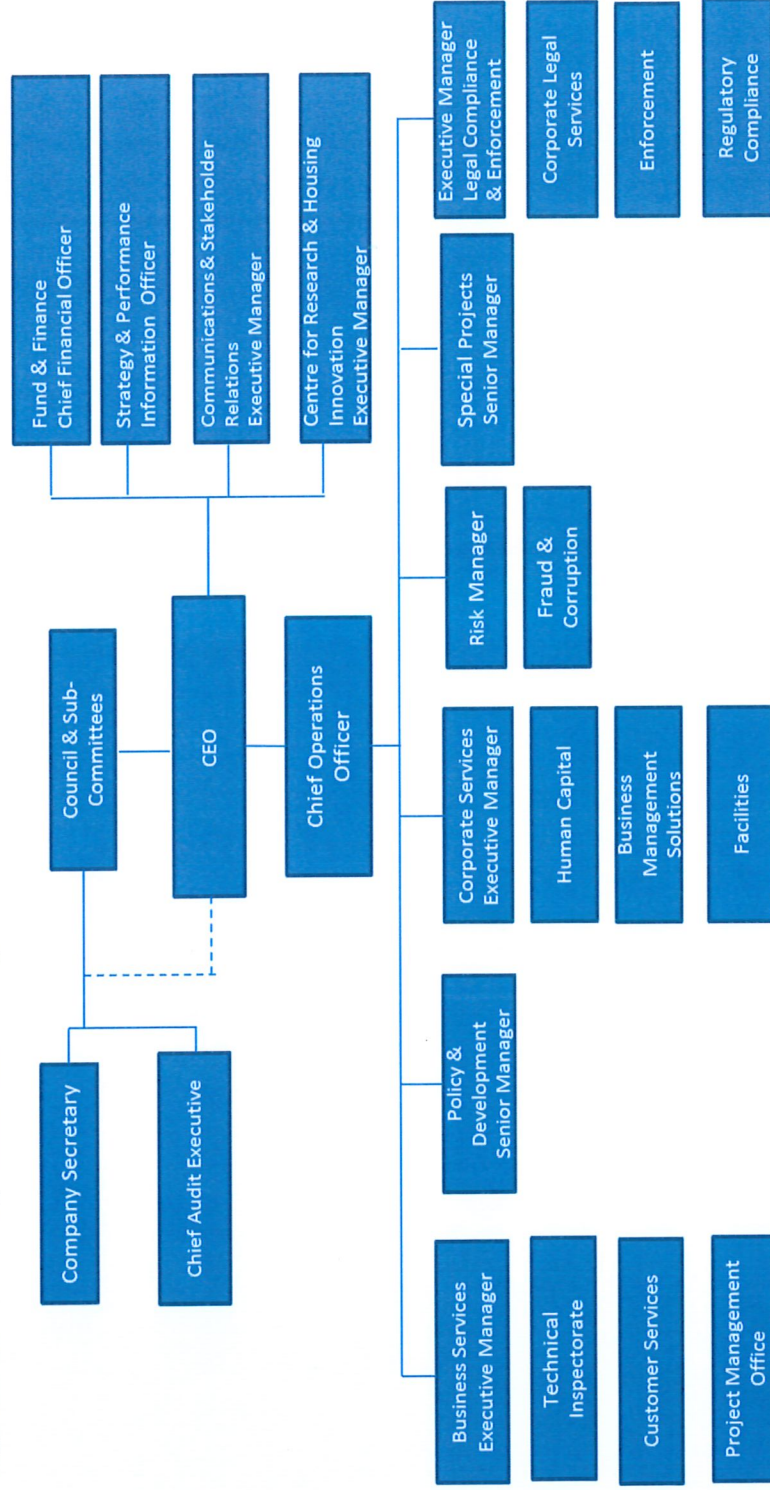 Council & Sub-
Committees
Company Secretary
Chief Audit Executive
CEO
Fund & Finance
Chief Financial Officer
Strategy & Performance
Information Officer
Communications & Stakeholder
Relations
Executive Manager
Centre for Research & Housing
Innovation
Executive Manager
Chief Operations
Officer
Business Services
Executive Manager
Technical
Inspectorate
Customer Services
Project Management
Office
Policy &
Development
Senior Manager
Corporate Services
Executive Manager
Human Capital
Business
Management
Solutions
Facilities
Risk Manager
Fraud &
Corruption
Special Projects
Senior Manager
Executive Manager
Legal Compliance
& Enforcement
Corporate Legal
Services
Enforcement
Regulatory
Compliance